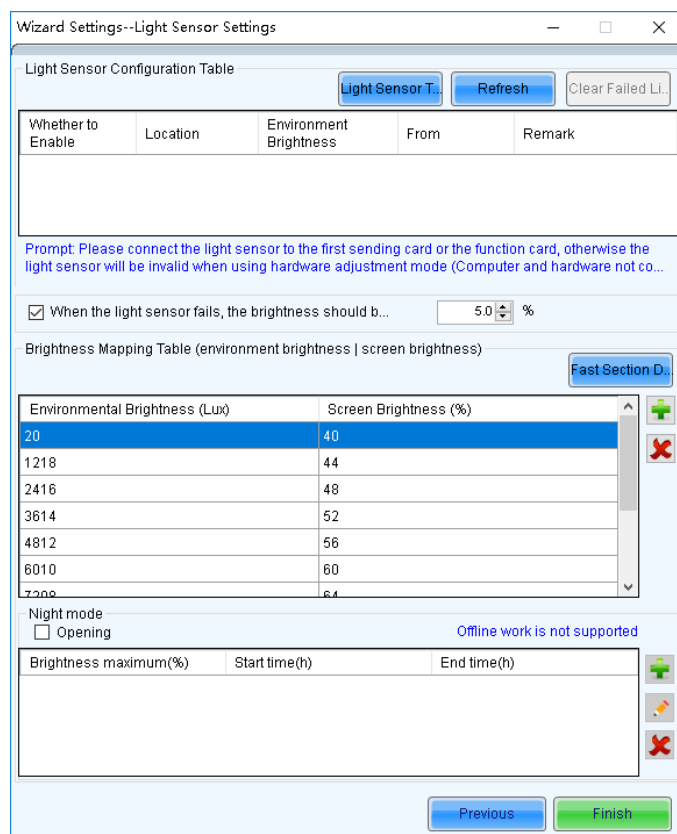 Wizard Settings--Light Sensor Settings
Light Sensor Configuration Table
Light Sensor T... Refresh Clear Failed Li..
Whether to Enable Location Environment Brightness From Remark
Prompt: Please connect the light sensor to the first sending card or the function card, otherwise the
light sensor will be invalid when using hardware adjustment mode (Computer and hardware not co...
When the light sensor fails, the brightness should b... 5.0 %
Brightness Mapping Table (environment brightness | screen brightness)
Fast Section D...
Environmental Brightness (Lux) Screen Brightness (%)
20 40
1218 44
2416 48
3614 52
4812 56
6010 60
7208 64
Night mode
Opening Offline work is not supported
Brightness maximum(%) Start time(h) End time(h)
Previous Finish